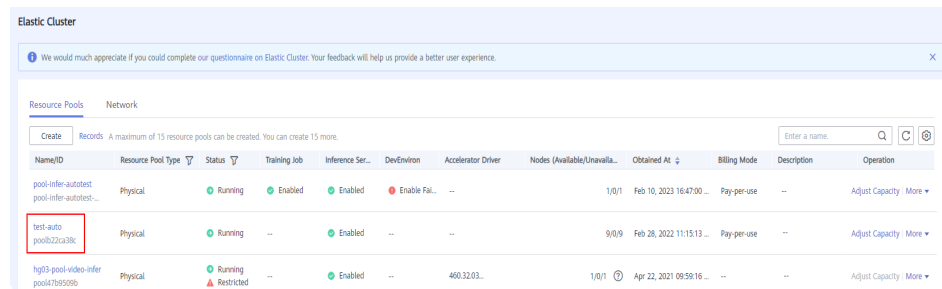 Elastic Cluster
We would much appreciate if you could complete our questionnaire on Elastic Cluster. Your feedback will help us provide a better user experience.
Resource Pools Network
Create Records A maximum of 15 resource pools can be created. You can create 15 more. Enter a name.
Name/ID Resource Pool Type Status Training Job Inference Ser... DevEnviron Accelerator Driver Nodes (Available/Unavaila... Obtained At Billing Mode Description Operation
pool-infer-autotest
pool-infer-autotest-...
Physical Running Enabled Enabled Enable Fai... -- 1/0/1 Feb 10, 2023 16:47:00 ... Pay-per-use -- Adjust Capacity More
test-auto
poolb22ca38c
Physical Running -- Enabled -- -- 9/0/9 Feb 28, 2022 11:15:13 ... Pay-per-use -- Adjust Capacity More
hg03-pool-video-infer
pool47b9509b
Physical Running
Restricted
-- Enabled -- 460.32.03... 1/0/1 Apr 22, 2021 09:59:16 ... -- -- Adjust Capacity More